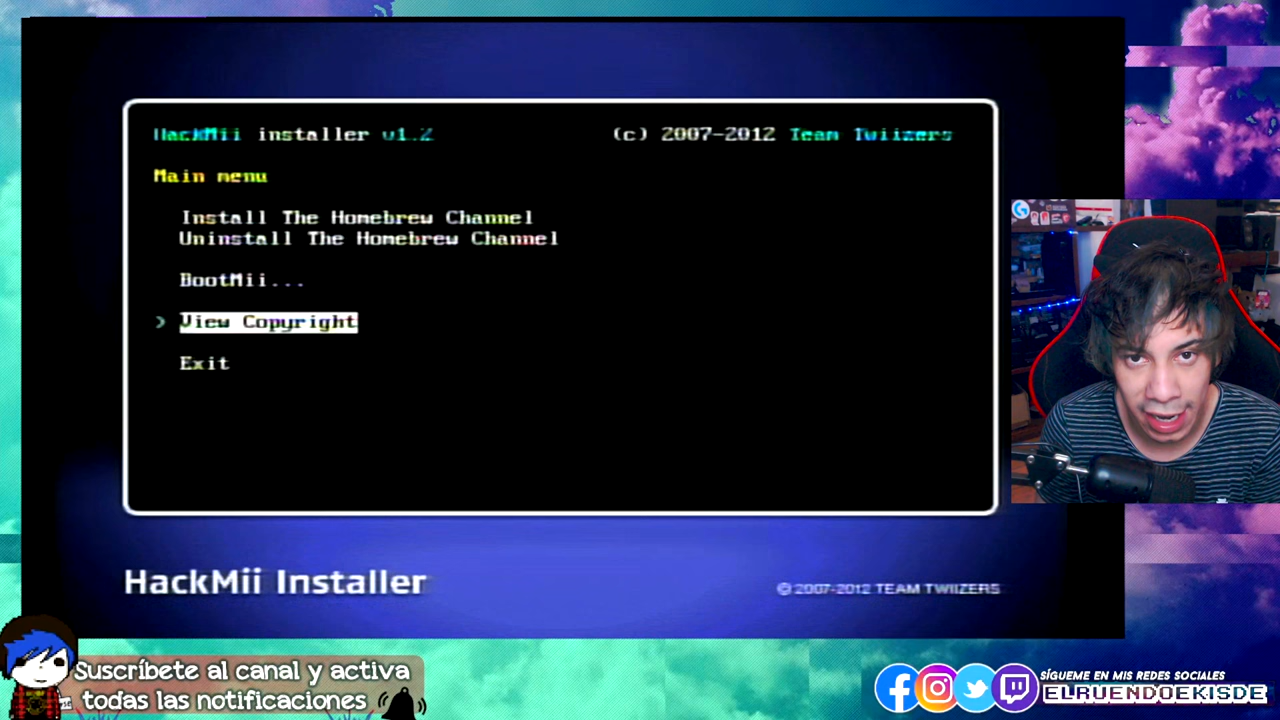 HackMii installer v1.2
(c) 2007-2012 Team Twiizers
Main menu
Install The Homebrew Channel
Uninstall The Homebrew Channel
BootMii...
> View Copyright
Exit
HackMii Installer
© 2007-2012 TEAM TWIIZERS
Suscríbete al canal y activa
todas las notificaciones
SÍGUEME EN MIS REDES SOCIALES
ELRUENDOEKISDE